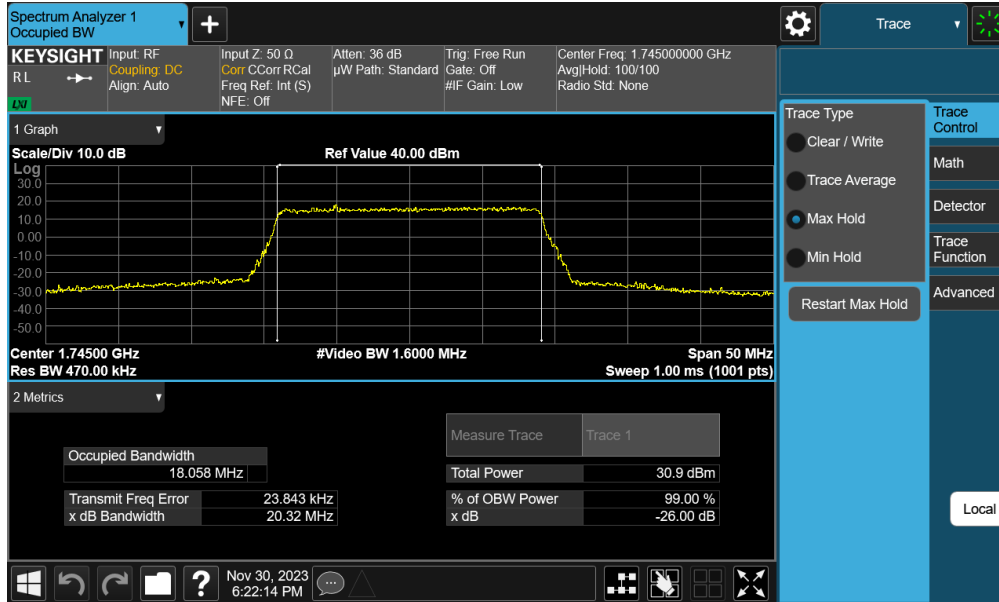 Spectrum Analyzer 1
Occupied BW
Trace
KEYSIGHT
R L
LXI
Input: RF
Coupling: DC
Align: Auto
Input Z: 50 Ω
Corr CCorr RCal
Freq Ref: Int (S)
NFE: Off
Atten: 36 dB
µW Path: Standard
Trig: Free Run
Gate: Off
#IF Gain: Low
Center Freq: 1.745000000 GHz
Avg|Hold: 100/100
Radio Std: None
1 Graph
Scale/Div 10.0 dB
Ref Value 40.00 dBm
Log
30.0
20.0
10.0
0.00
-10.0
-20.0
-30.0
-40.0
-50.0
Center 1.74500 GHz
#Video BW 1.6000 MHz
Span 50 MHz
Res BW 470.00 kHz
Sweep 1.00 ms (1001 pts)
2 Metrics
Measure Trace
Trace 1
Occupied Bandwidth
18.058 MHz
Total Power
30.9 dBm
Transmit Freq Error
23.843 kHz
% of OBW Power
99.00 %
x dB Bandwidth
20.32 MHz
x dB
-26.00 dB
Trace Type
Clear / Write
Trace Average
Max Hold
Min Hold
Restart Max Hold
Trace
Control
Math
Detector
Trace
Function
Advanced
Local
?
Nov 30, 2023
6:22:14 PM